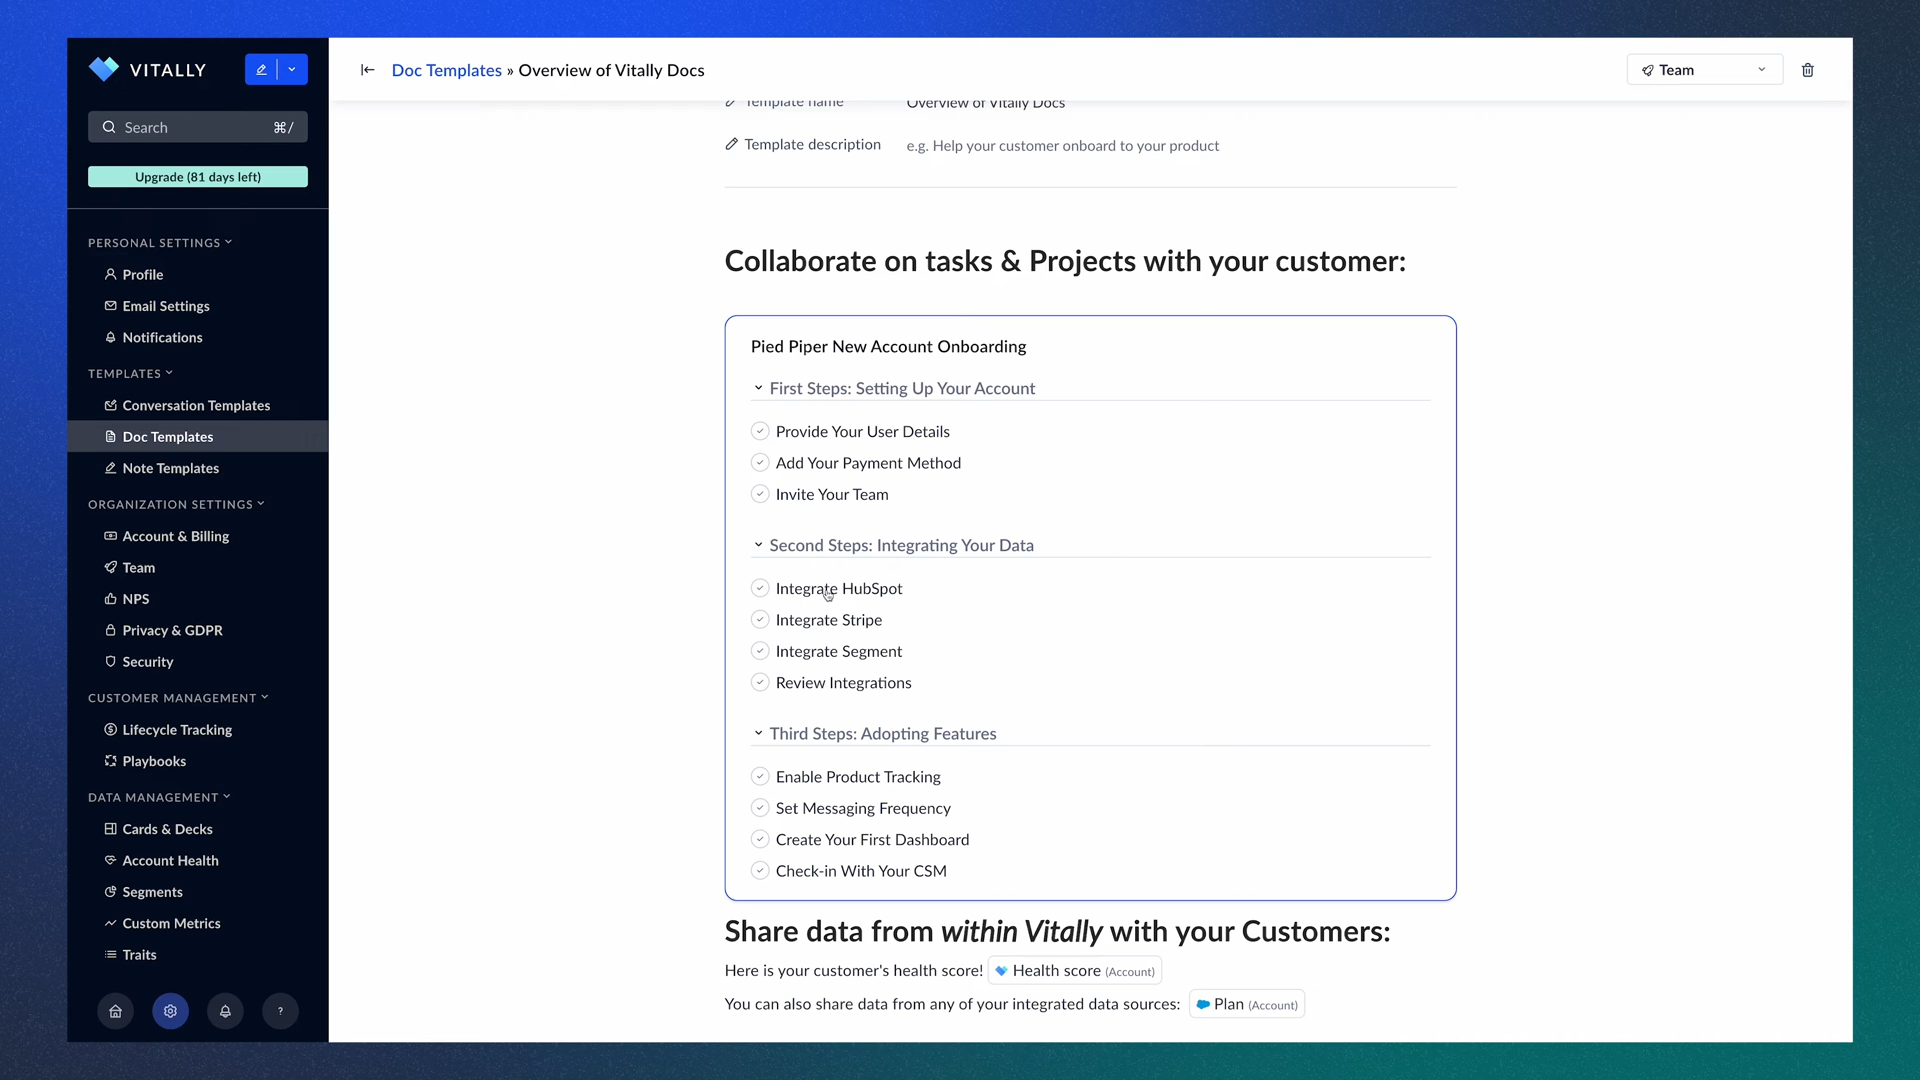 VITALLY
Search ⌘/
Upgrade (81 days left)
PERSONAL SETTINGS
Profile
Email Settings
Notifications
TEMPLATES
Conversation Templates
Doc Templates
Note Templates
ORGANIZATION SETTINGS
Account & Billing
Team
NPS
Privacy & GDPR
Security
CUSTOMER MANAGEMENT
Lifecycle Tracking
Playbooks
DATA MANAGEMENT
Cards & Decks
Account Health
Segments
Custom Metrics
Traits
?
Doc Templates » Overview of Vitally Docs
Team
Template name Overview of Vitally Docs
Template description e.g. Help your customer onboard to your product
Collaborate on tasks & Projects with your customer:
Pied Piper New Account Onboarding
First Steps: Setting Up Your Account
Provide Your User Details
Add Your Payment Method
Invite Your Team
Second Steps: Integrating Your Data
Integrate HubSpot
Integrate Stripe
Integrate Segment
Review Integrations
Third Steps: Adopting Features
Enable Product Tracking
Set Messaging Frequency
Create Your First Dashboard
Check-in With Your CSM
Share data from within Vitally with your Customers:
Here is your customer's health score! Health score (Account)
You can also share data from any of your integrated data sources: Plan (Account)